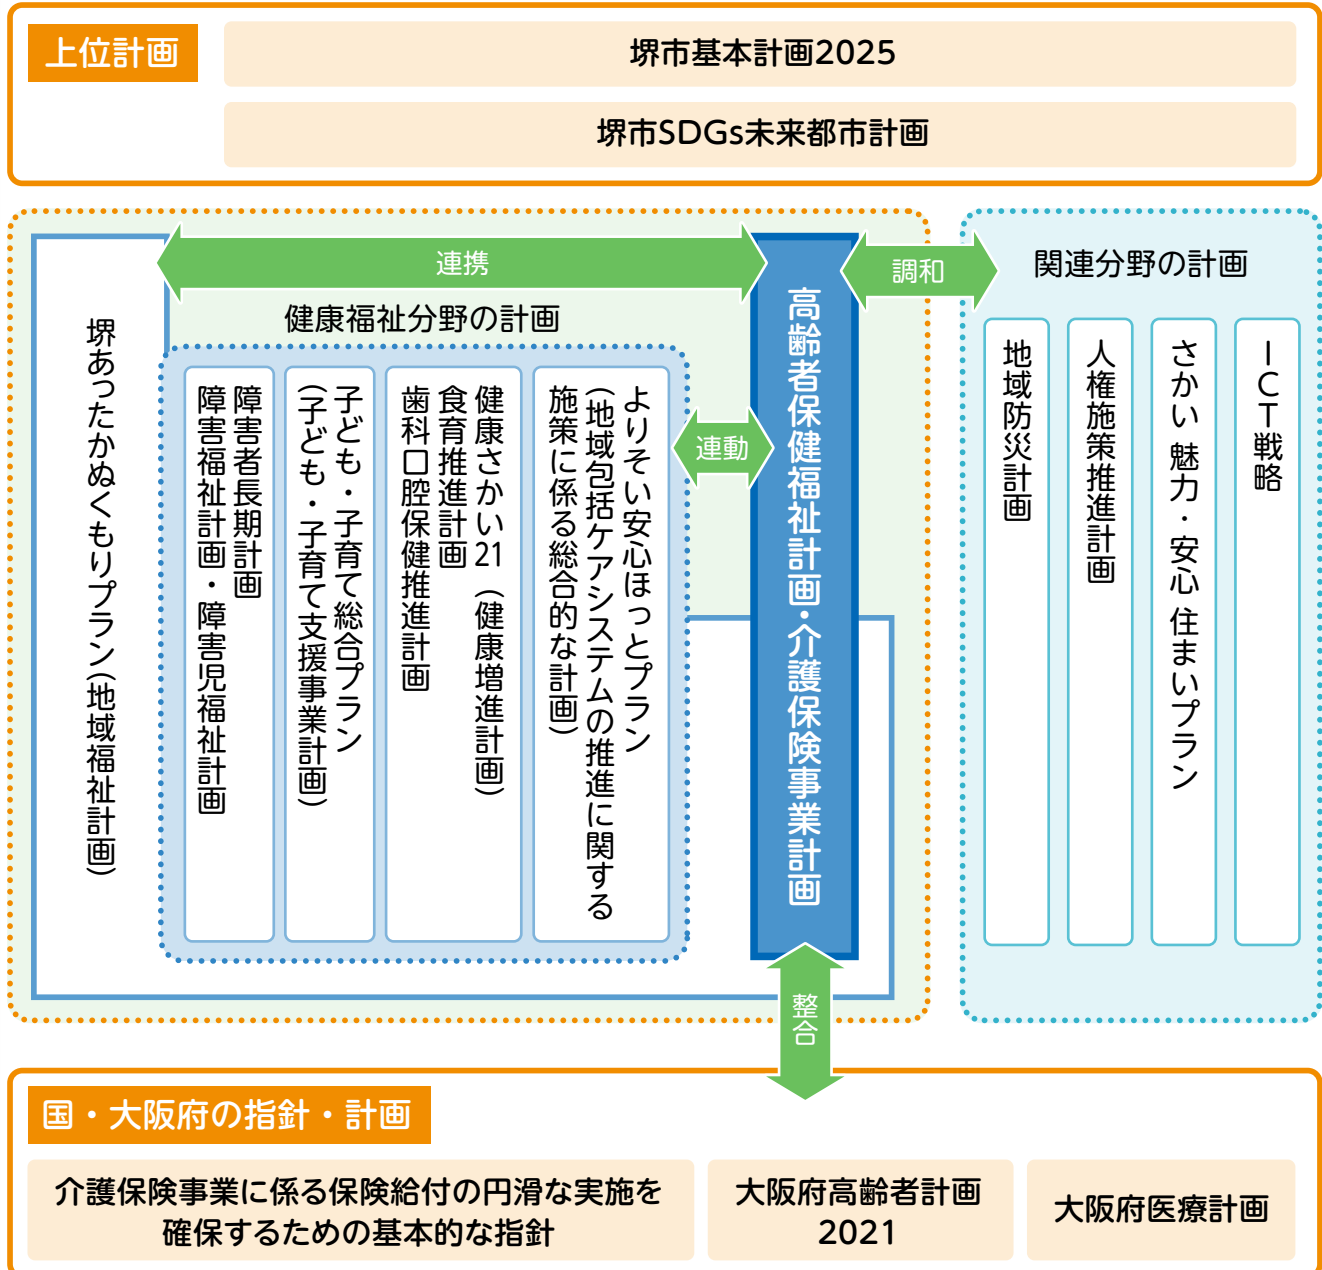 上位計画
堺市基本計画2025
堺市SDGs未来都市計画
連携
健康福祉分野の計画
堺あったかぬくもりプラン(地域福祉計画)
障害者長期計画
障害福祉計画・障害児福祉計画
子ども・子育て総合プラン
(子ども・子育て支援事業計画)
健康さかい21(健康増進計画)
食育推進計画
歯科口腔保健推進計画
よりそい安心ほっとプラン
(地域包括ケアシステムの推進に関する
施策に係る総合的な計画)
連動
高齢者保健福祉計画・介護保険事業計画
調和
関連分野の計画
地域防災計画
人権施策推進計画
さかい 魅力・安心 住まいプラン
ICT戦略
整合
国・大阪府の指針・計画
介護保険事業に係る保険給付の円滑な実施を
確保するための基本的な指針
大阪府高齢者計画
2021
大阪府医療計画